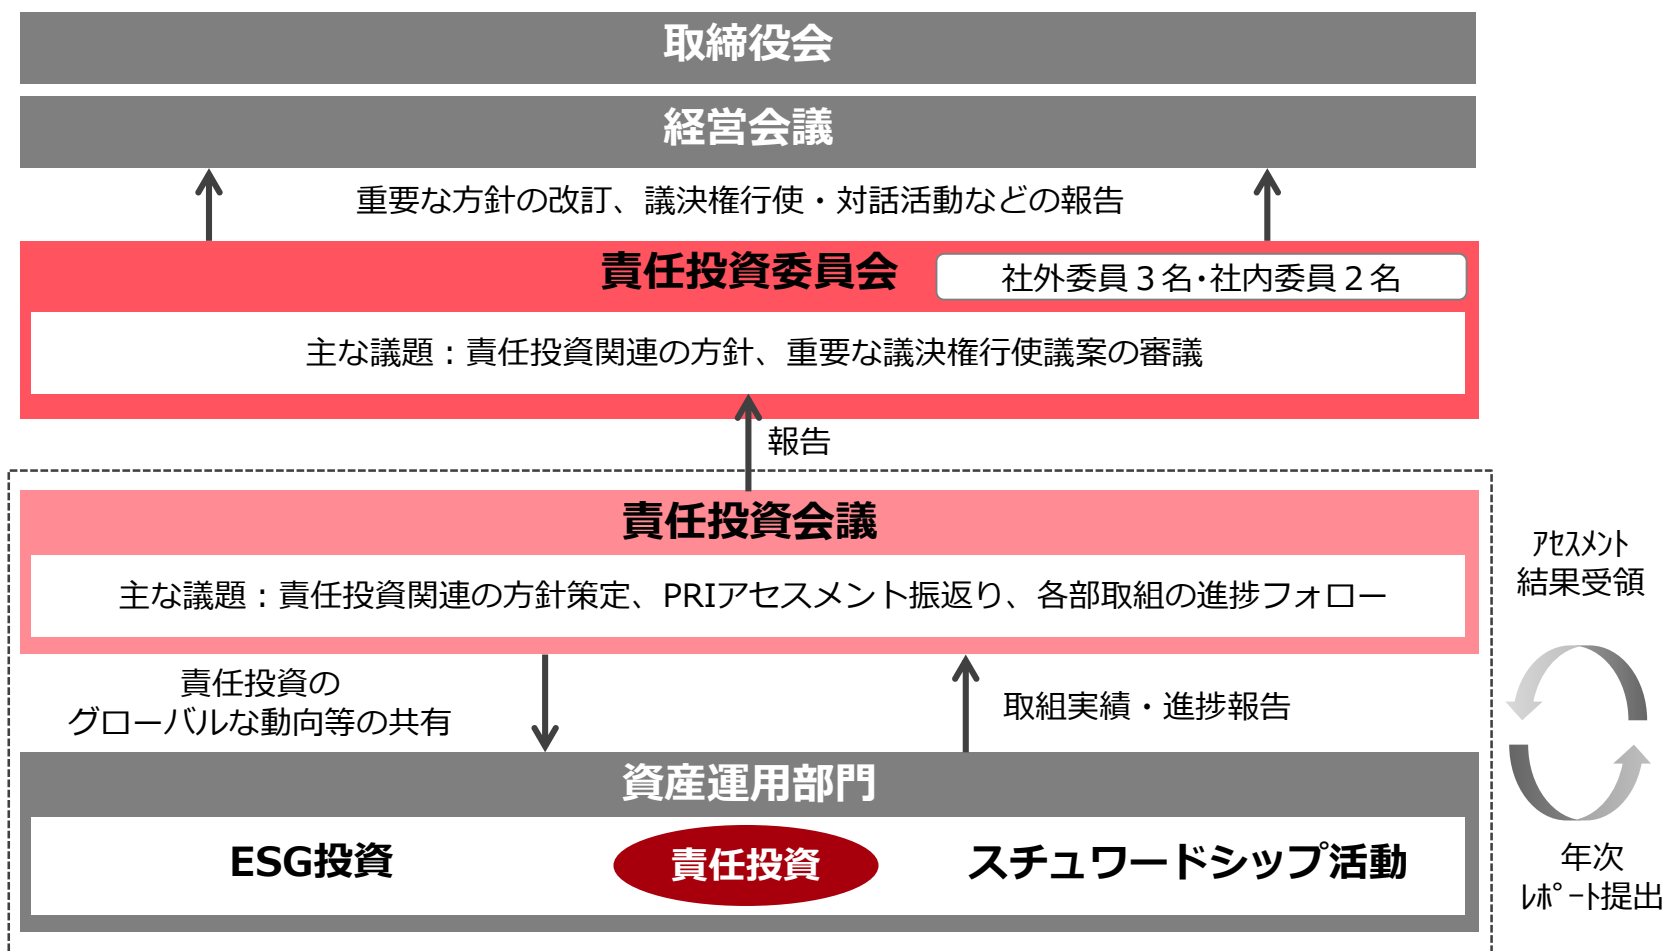 取締役会
経営会議
重要な方針の改訂、議決権行使・対話活動などの報告
責任投資委員会
社外委員3名･社内委員2名
主な議題：責任投資関連の方針、重要な議決権行使議案の審議
報告
責任投資会議
主な議題：責任投資関連の方針策定、PRIアセスメント振返り、各部取組の進捗フォロー
責任投資の
グローバルな動向等の共有
取組実績・進捗報告
資産運用部門
ESG投資
責任投資
スチュワードシップ活動
ｱｾｽﾒﾝﾄ
結果受領
年次
ﾚﾎﾟｰﾄ提出